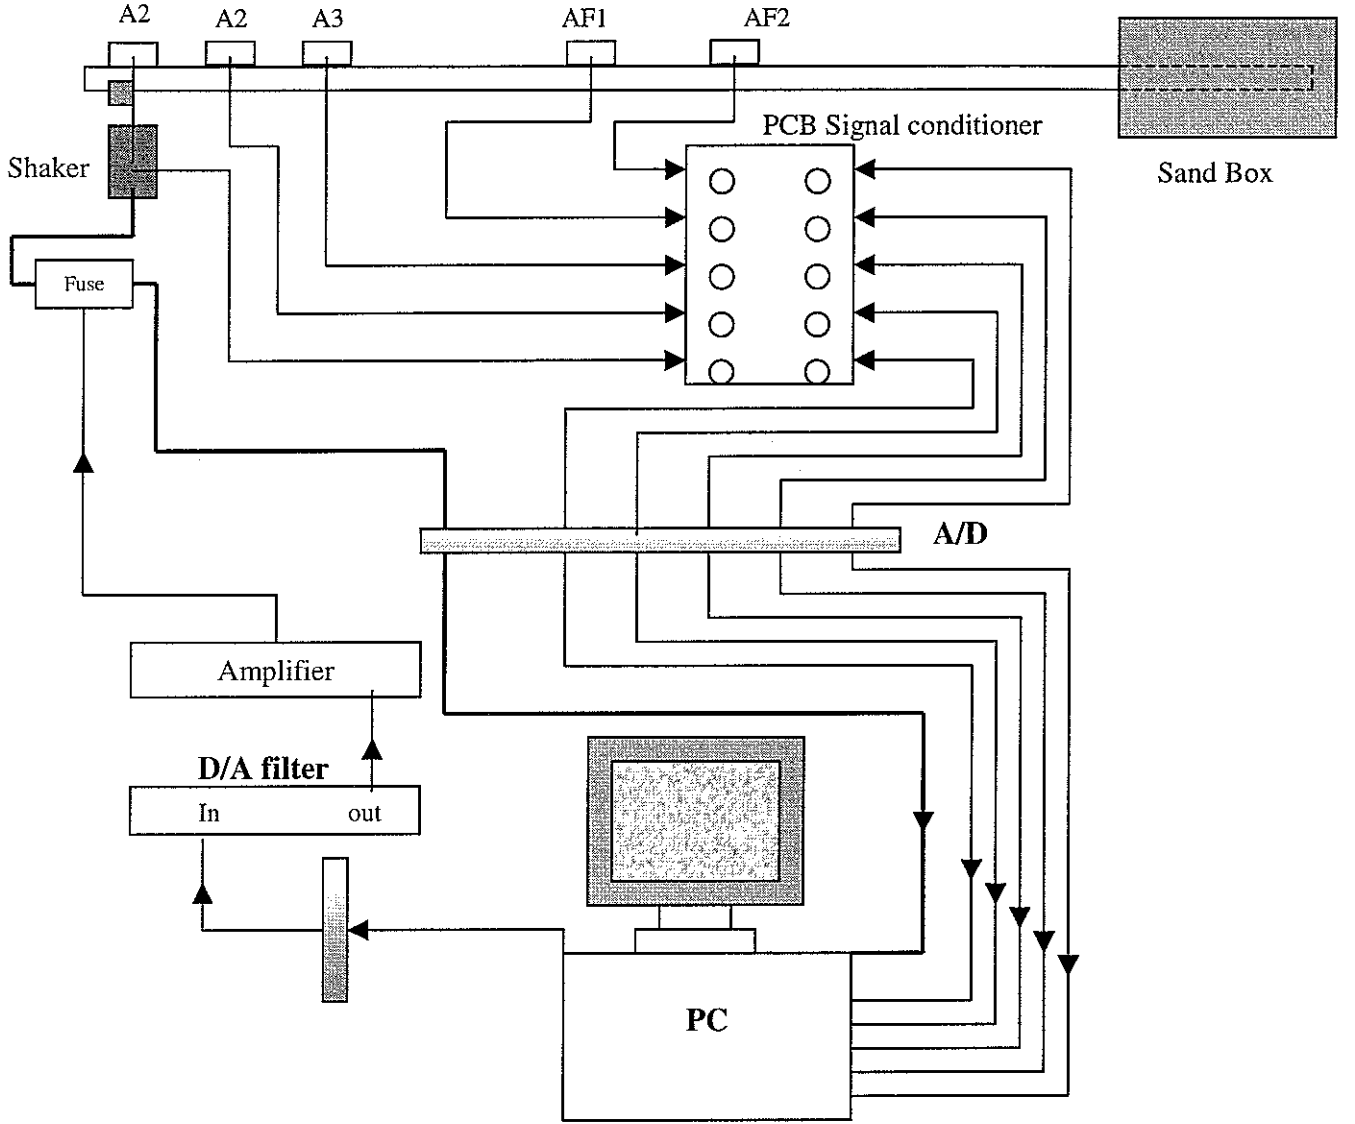 A2
A2
A3
AF1
AF2
PCB Signal conditioner
Shaker
Sand Box
Fuse
A/D
Amplifier
D/A filter
In
out
PC